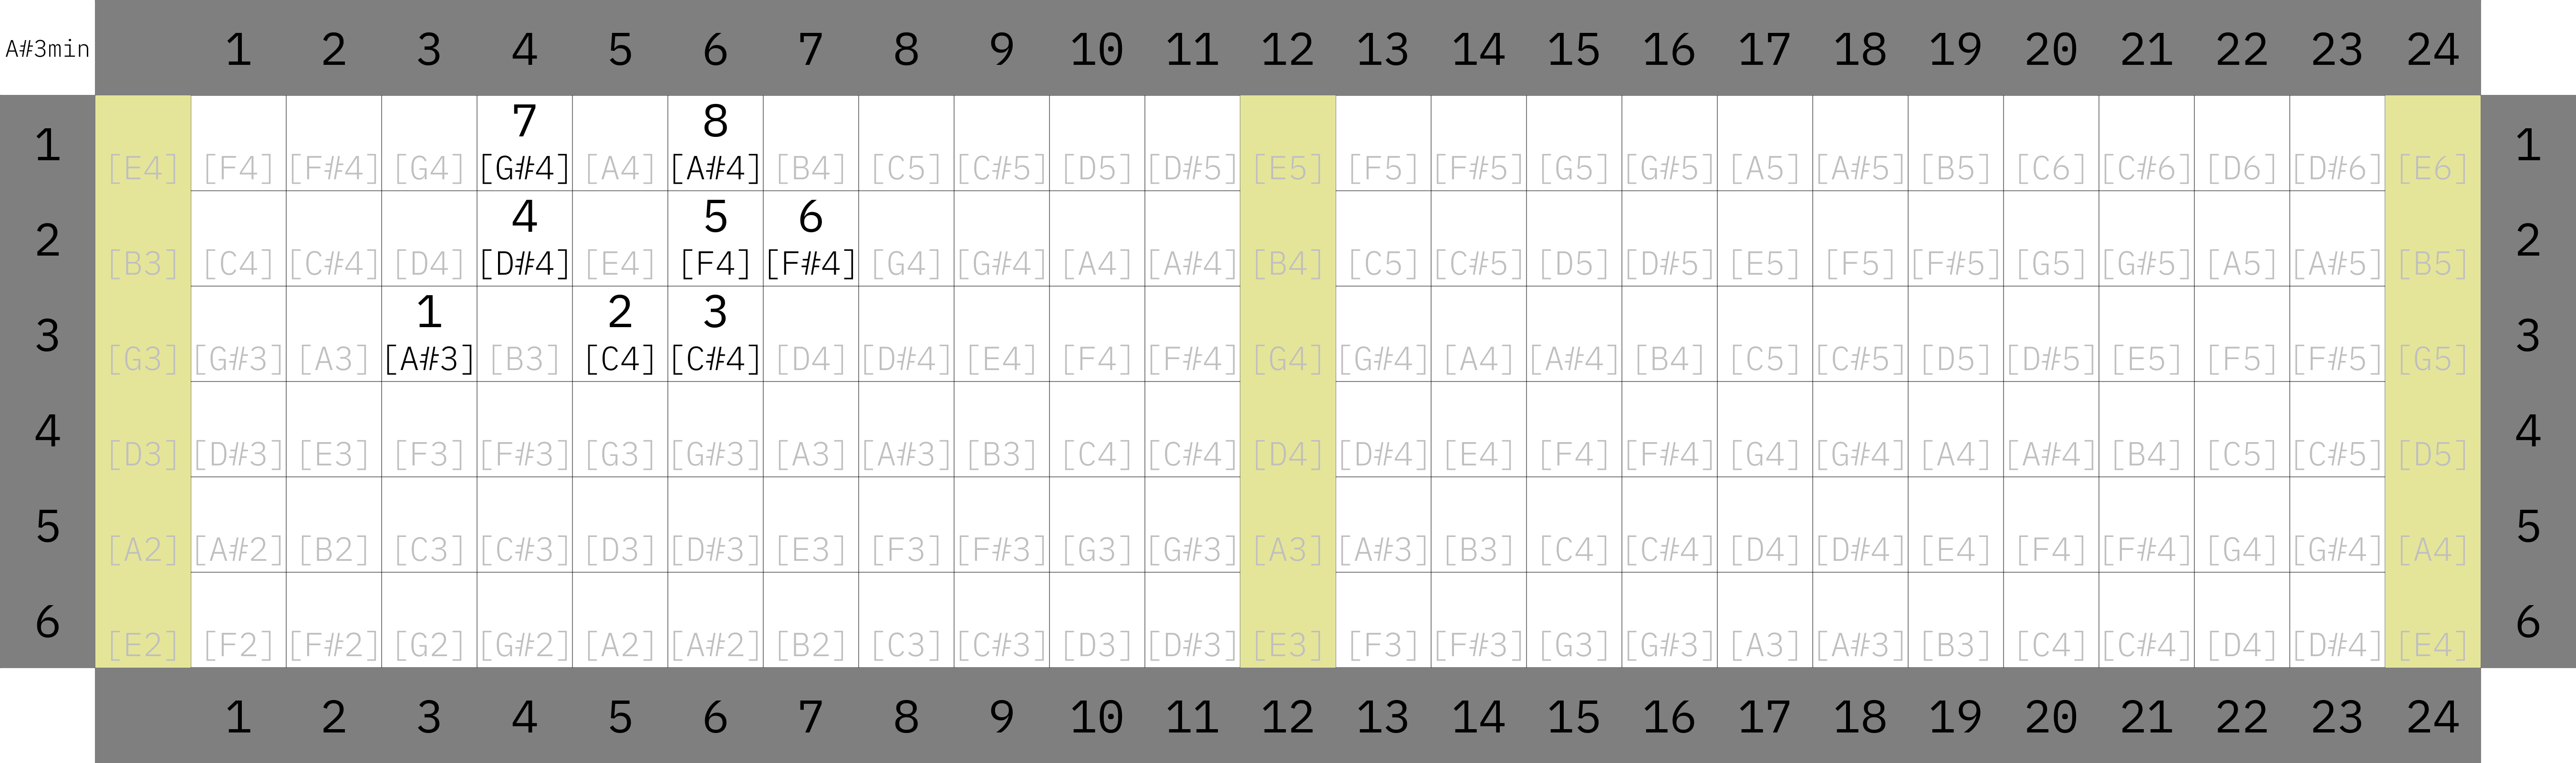 A#3min 1 2 3 4 5 6 7 8 9 10 11 12 13 14 15 16 17 18 19 20 21 22 23 24
7 8
1 [E4] [F4] [F#4] [G4] [G#4] [A4] [A#4] [B4] [C5] [C#5] [D5] [D#5] [E5] [F5] [F#5] [G5] [G#5] [A5] [A#5] [B5] [C6] [C#6] [D6] [D#6] [E6] 1
4 5 6
2 [B3] [C4] [C#4] [D4] [D#4] [E4] [F4] [F#4] [G4] [G#4] [A4] [A#4] [B4] [C5] [C#5] [D5] [D#5] [E5] [F5] [F#5] [G5] [G#5] [A5] [A#5] [B5] 2
1 2 3
3 [G3] [G#3] [A3] [A#3] [B3] [C4] [C#4] [D4] [D#4] [E4] [F4] [F#4] [G4] [G#4] [A4] [A#4] [B4] [C5] [C#5] [D5] [D#5] [E5] [F5] [F#5] [G5] 3
4 [D3] [D#3] [E3] [F3] [F#3] [G3] [G#3] [A3] [A#3] [B3] [C4] [C#4] [D4] [D#4] [E4] [F4] [F#4] [G4] [G#4] [A4] [A#4] [B4] [C5] [C#5] [D5] 4
5 [A2] [A#2] [B2] [C3] [C#3] [D3] [D#3] [E3] [F3] [F#3] [G3] [G#3] [A3] [A#3] [B3] [C4] [C#4] [D4] [D#4] [E4] [F4] [F#4] [G4] [G#4] [A4] 5
6 [E2] [F2] [F#2] [G2] [G#2] [A2] [A#2] [B2] [C3] [C#3] [D3] [D#3] [E3] [F3] [F#3] [G3] [G#3] [A3] [A#3] [B3] [C4] [C#4] [D4] [D#4] [E4] 6
1 2 3 4 5 6 7 8 9 10 11 12 13 14 15 16 17 18 19 20 21 22 23 24